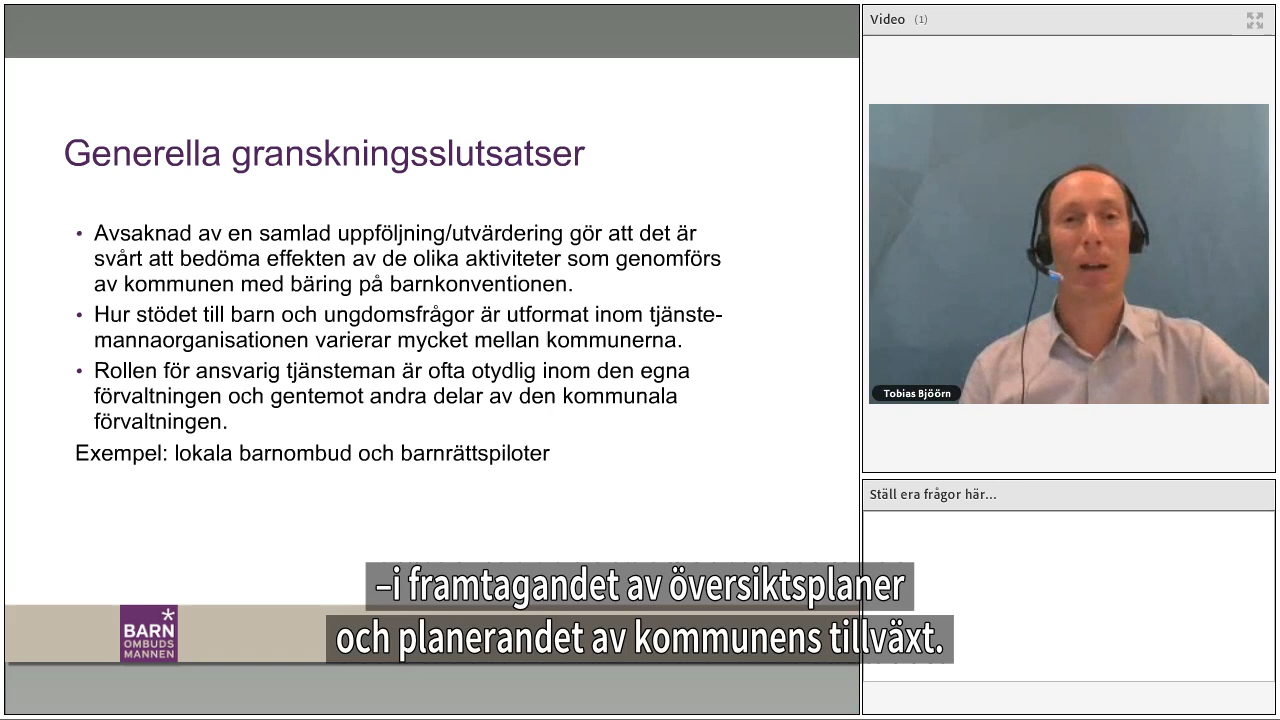 Generella granskningsslutsatser
• Avsaknad av en samlad uppföljning/utvärdering gör att det är
svårt att bedöma effekten av de olika aktiviteter som genomförs
av kommunen med bäring på barnkonventionen.
• Hur stödet till barn och ungdomsfrågor är utformat inom tjänste-
mannaorganisationen varierar mycket mellan kommunerna.
• Rollen för ansvarig tjänsteman är ofta otydlig inom den egna
förvaltningen och gentemot andra delar av den kommunala
förvaltningen.
Exempel: lokala barnombud och barnrättspiloter
BARN
OMBUDS
MANNEN
Video (1)
Tobias Bjöörn
Ställ era frågor här...
–i framtagandet av översiktsplaner
och planerandet av kommunens tillväxt.